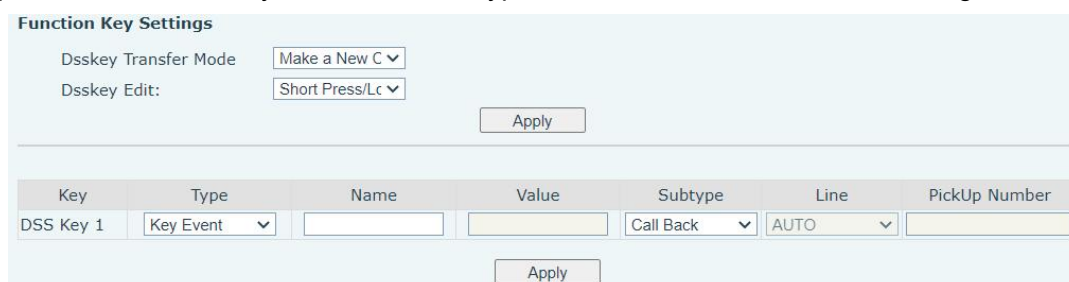 Function Key Settings
Dsskey Transfer Mode Make a New C
Dsskey Edit: Short Press/Lc
Apply
Key Type Name Value Subtype Line PickUp Number
DSS Key 1 Key Event Call Back AUTO
Apply